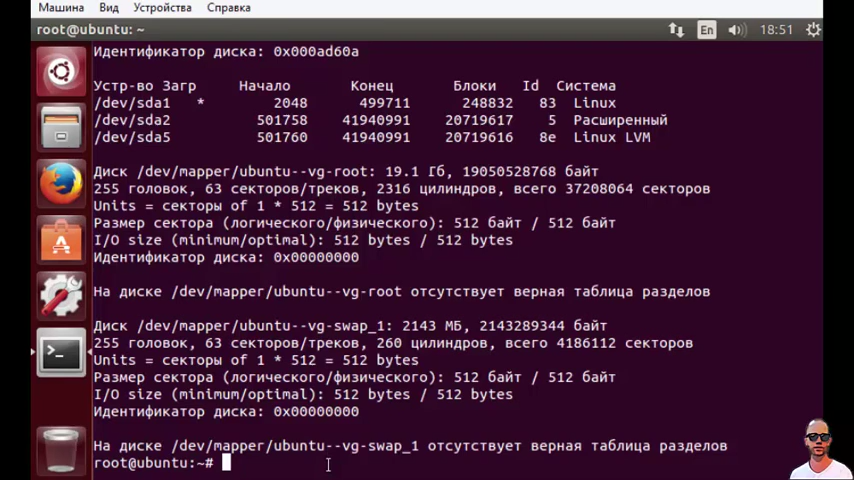 Машина Вид Устройства Справка
root@ubuntu: ~ En 18:51
Идентификатор диска: 0x000ad60a
Устр-во Загр Начало Конец Блоки Id Система
/dev/sda1 * 2048 499711 248832 83 Linux
/dev/sda2 501758 41940991 20719617 5 Расширенный
/dev/sda5 501760 41940991 20719616 8e Linux LVM
Диск /dev/mapper/ubuntu--vg-root: 19.1 Гб, 19050528768 байт
255 головок, 63 секторов/треков, 2316 цилиндров, всего 37208064 секторов
Units = секторы of 1 * 512 = 512 bytes
Размер сектора (логического/физического): 512 байт / 512 байт
I/O size (minimum/optimal): 512 bytes / 512 bytes
Идентификатор диска: 0x00000000
На диске /dev/mapper/ubuntu--vg-root отсутствует верная таблица разделов
Диск /dev/mapper/ubuntu--vg-swap_1: 2143 МБ, 2143289344 байт
255 головок, 63 секторов/треков, 260 цилиндров, всего 4186112 секторов
Units = секторы of 1 * 512 = 512 bytes
Размер сектора (логического/физического): 512 байт / 512 байт
I/O size (minimum/optimal): 512 bytes / 512 bytes
Идентификатор диска: 0x00000000
На диске /dev/mapper/ubuntu--vg-swap_1 отсутствует верная таблица разделов
root@ubuntu:~#